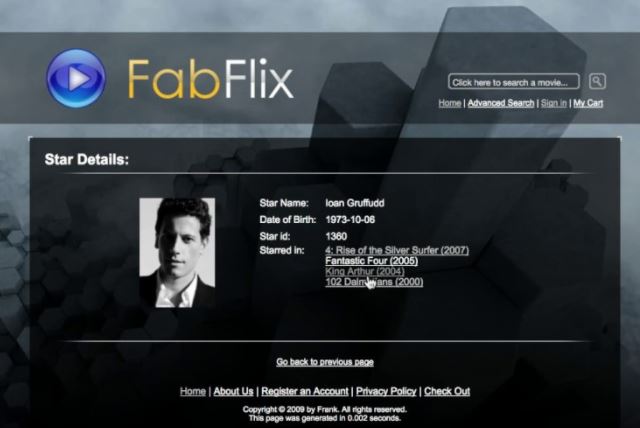 FabFlix
Click here to search a movie...
Home | Advanced Search | Sign in | My Cart
Star Details:
Star Name: Ioan Gruffudd
Date of Birth: 1973-10-06
Star id: 1360
Starred in: 4: Rise of the Silver Surfer (2007)
Fantastic Four (2005)
King Arthur (2004)
102 Dalmatians (2000)
Go back to previous page
Home | About Us | Register an Account | Privacy Policy | Check Out
Copyright © 2009 by Frank. All rights reserved.
This page was generated in 0.002 seconds.